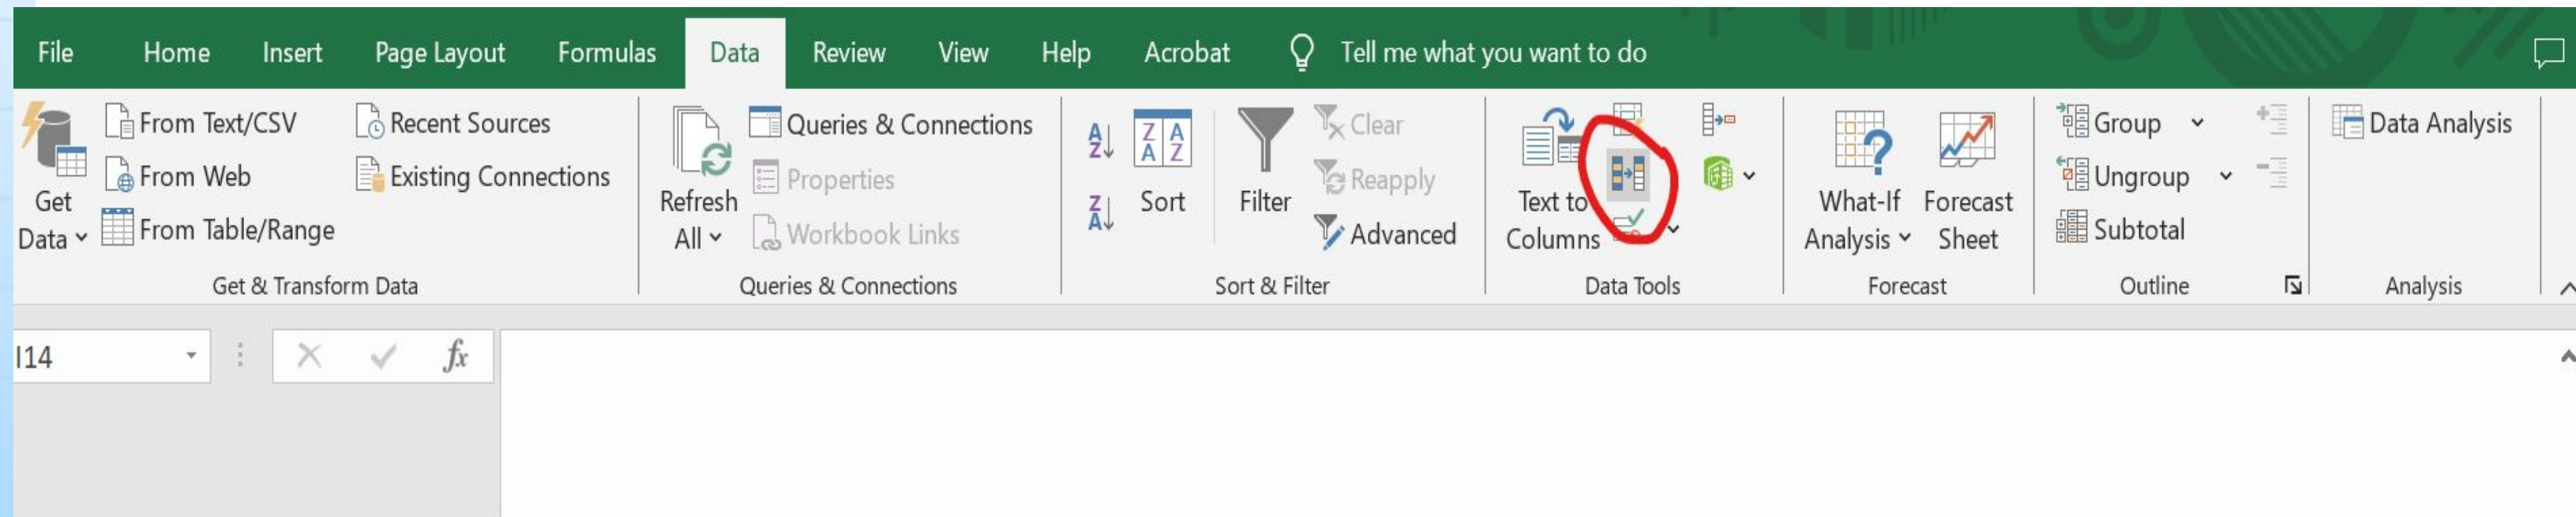 File Home Insert Page Layout Formulas Data Review View Help Acrobat Tell me what you want to do
From Text/CSV
From Web
From Table/Range
Recent Sources
Existing Connections
Get
Data
Get & Transform Data
Refresh
All
Queries & Connections
Properties
Workbook Links
Queries & Connections
A
Z
Z
A
Z A
A Z
Sort
Filter
Clear
Reapply
Advanced
Sort & Filter
Text to
Columns
Data Tools
What-If
Analysis
Forecast
Sheet
Forecast
Group
Ungroup
Subtotal
Outline
Data Analysis
Analysis
I14
fx